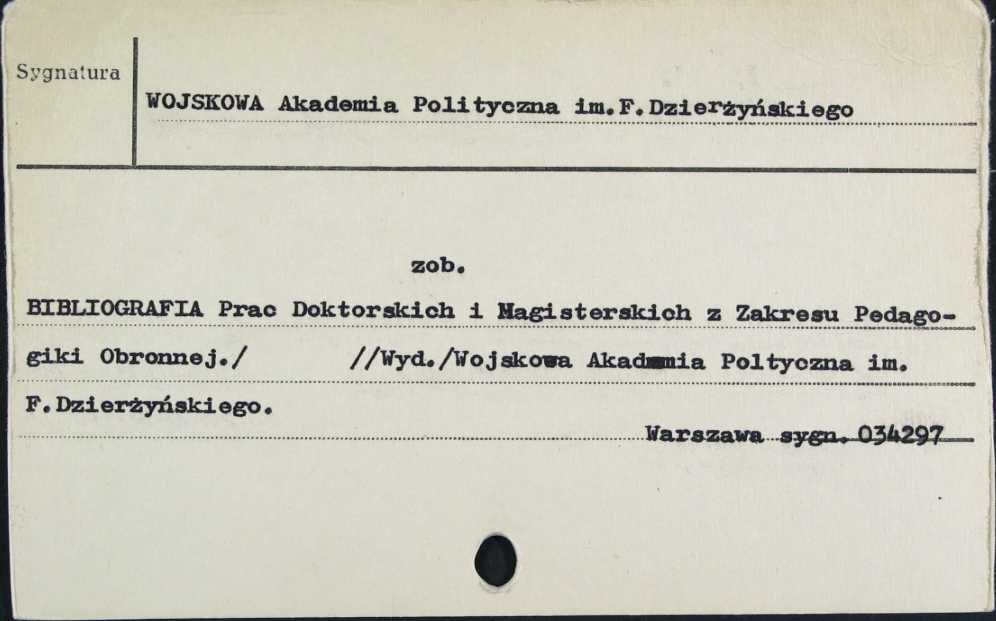 Sygnatura
WOJSKOWA Akademia Polityczna im.F.Dzierżyńskiego
zob.
BIBLIOGRAFIA Prac Doktorskich i Magisterskich z Zakresu Pedago-
giki Obronnej./ //Wyd./Wojskowa Akademia Poltyczna im.
F.Dzierżyńskiego.
Warszawa sygn. 034297